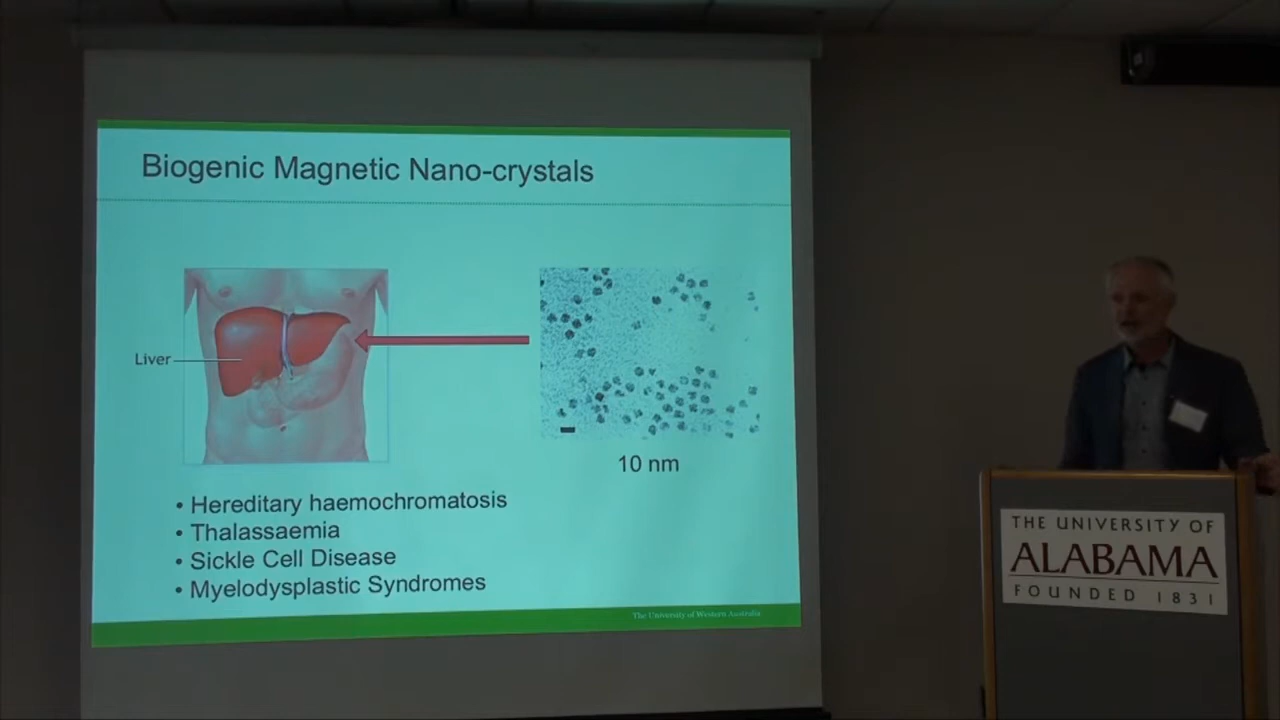 Biogenic Magnetic Nano-crystals
Liver
10 nm
• Hereditary haemochromatosis
• Thalassaemia
• Sickle Cell Disease
• Myelodysplastic Syndromes
The University of Western Australia
THE UNIVERSITY OF
ALABAMA
FOUNDED 1831